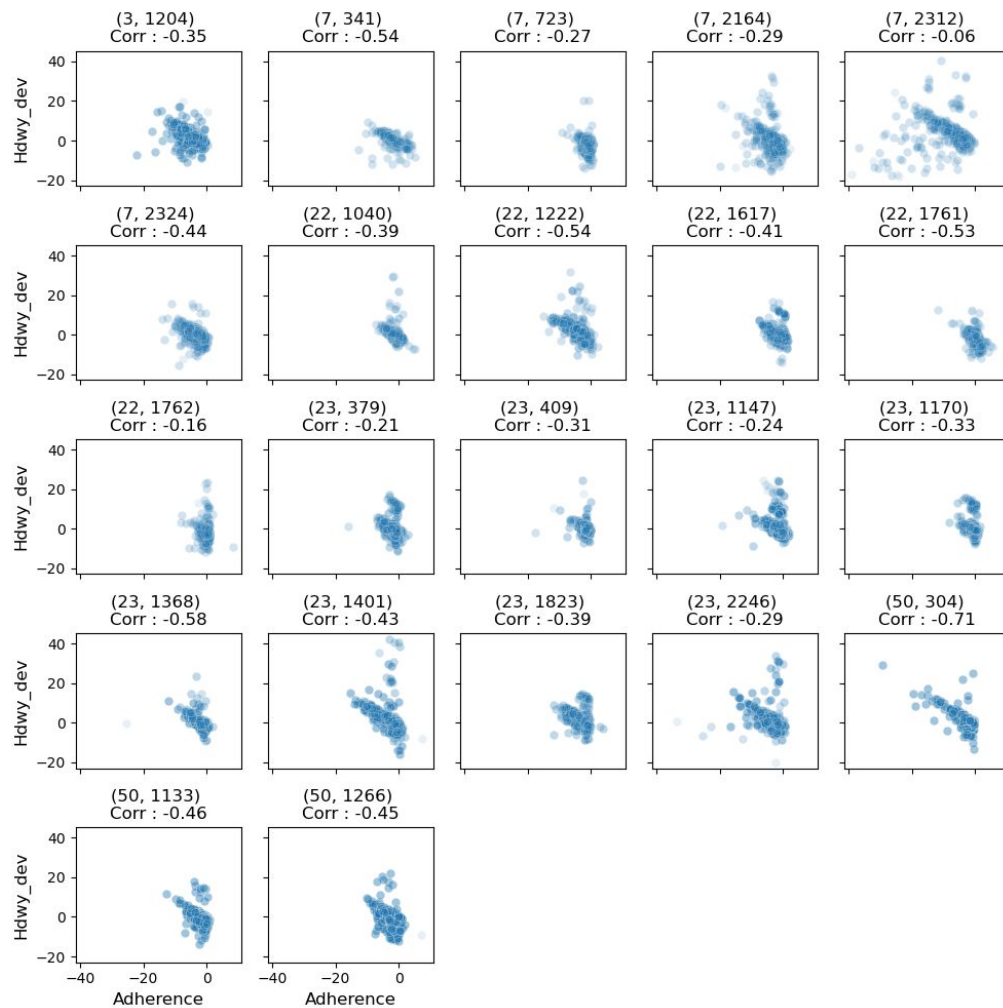 (3, 1204)
Corr : -0.35
(7, 341)
Corr : -0.54
(7, 723)
Corr : -0.27
(7, 2164)
Corr : -0.29
(7, 2312)
Corr : -0.06
Hdwy_dev
40
20
0
−20
(7, 2324)
Corr : -0.44
(22, 1040)
Corr : -0.39
(22, 1222)
Corr : -0.54
(22, 1617)
Corr : -0.41
(22, 1761)
Corr : -0.53
Hdwy_dev
40
20
0
−20
(22, 1762)
Corr : -0.16
(23, 379)
Corr : -0.21
(23, 409)
Corr : -0.31
(23, 1147)
Corr : -0.24
(23, 1170)
Corr : -0.33
Hdwy_dev
40
20
0
−20
(23, 1368)
Corr : -0.58
(23, 1401)
Corr : -0.43
(23, 1823)
Corr : -0.39
(23, 2246)
Corr : -0.29
(50, 304)
Corr : -0.71
Hdwy_dev
40
20
0
−20
(50, 1133)
Corr : -0.46
(50, 1266)
Corr : -0.45
Hdwy_dev
40
20
0
−20
−40
−20
0
Adherence
−40
−20
0
Adherence